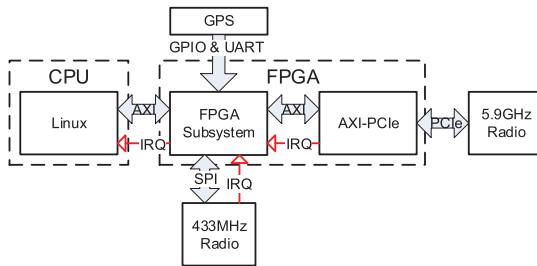 GPS
GPIO & UART
CPU
FPGA
Linux
AXI
FPGA
Subsystem
AXI
AXI-PCIe
PCIe
5.9GHz
Radio
IRQ
IRQ
SPI
IRQ
433MHz
Radio